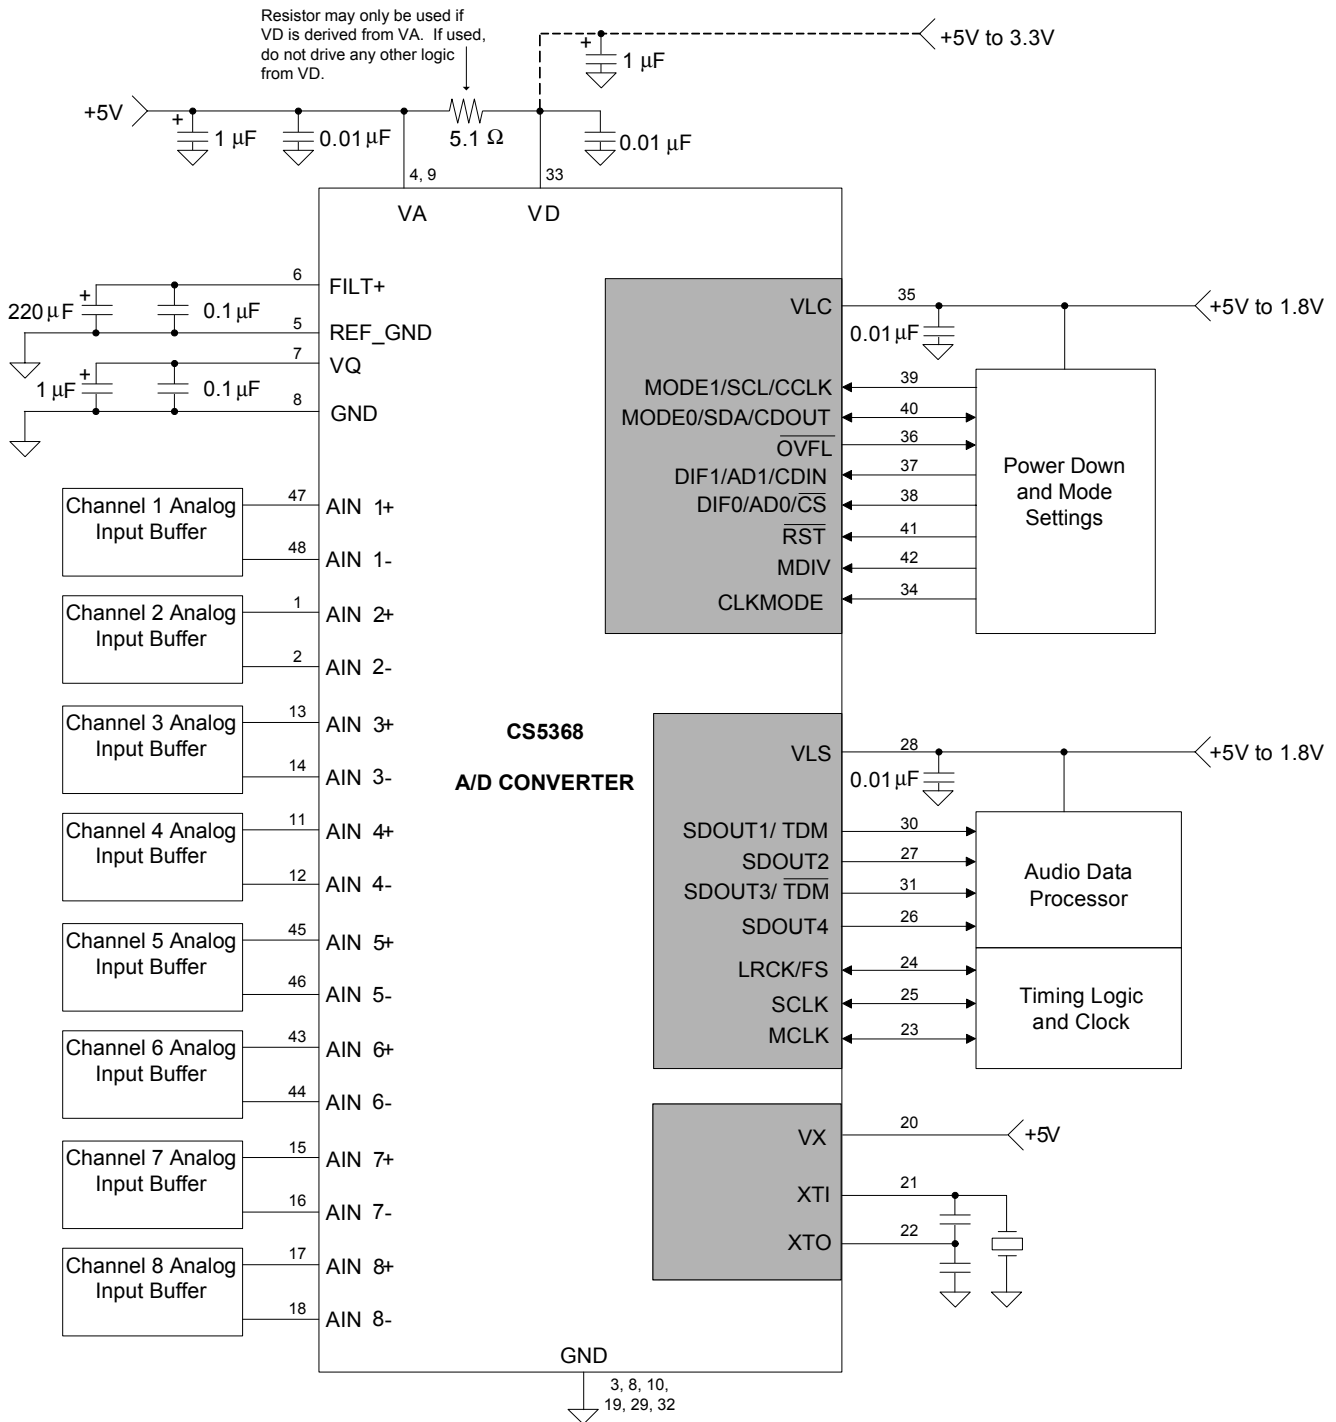 Resistor may only be used if
VD is derived from VA. If used,
do not drive any other logic
from VD.
+5V to 3.3V
+
1 µF
+5V
+
1 µF
0.01 µF
5.1 Ω
0.01 µF
4, 9
33
VA
VD
6
FILT+
220 µF
+
0.1 µF
5
REF_GND
7
VQ
1 µF
+
0.1 µF
8
GND
VLC
35
+5V to 1.8V
0.01 µF
MODE1/SCL/CCLK
39
MODE0/SDA/CDOUT
40
OVFL
36
DIF1/AD1/CDIN
37
DIF0/AD0/CS
38
RST
41
MDIV
42
CLKMODE
34
Power Down
and Mode
Settings
Channel 1 Analog
Input Buffer
47
AIN 1+
48
AIN 1-
Channel 2 Analog
Input Buffer
1
AIN 2+
2
AIN 2-
Channel 3 Analog
Input Buffer
13
AIN 3+
14
AIN 3-
Channel 4 Analog
Input Buffer
11
AIN 4+
12
AIN 4-
Channel 5 Analog
Input Buffer
45
AIN 5+
46
AIN 5-
Channel 6 Analog
Input Buffer
43
AIN 6+
44
AIN 6-
Channel 7 Analog
Input Buffer
15
AIN 7+
16
AIN 7-
Channel 8 Analog
Input Buffer
17
AIN 8+
18
AIN 8-
CS5368
A/D CONVERTER
VLS
28
+5V to 1.8V
0.01 µF
SDOUT1/ TDM
30
SDOUT2
27
SDOUT3/ TDM
31
SDOUT4
26
Audio Data
Processor
LRCK/FS
24
SCLK
25
MCLK
23
Timing Logic
and Clock
VX
20
+5V
XTI
21
XTO
22
GND
3, 8, 10,
19, 29, 32